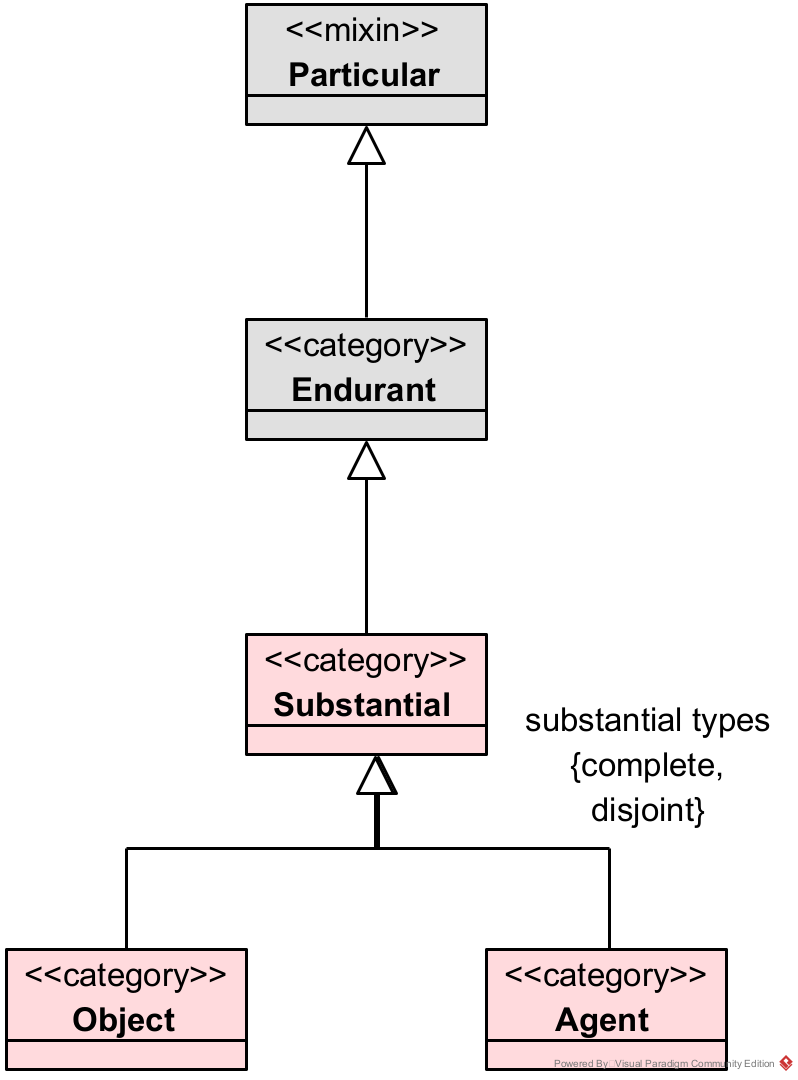 <<mixin>>
Particular
<<category>>
Endurant
<<category>>
Substantial
substantial types
{complete,
disjoint}
<<category>>
Object
<<category>>
Agent
Powered By Visual Paradigm Community Edition